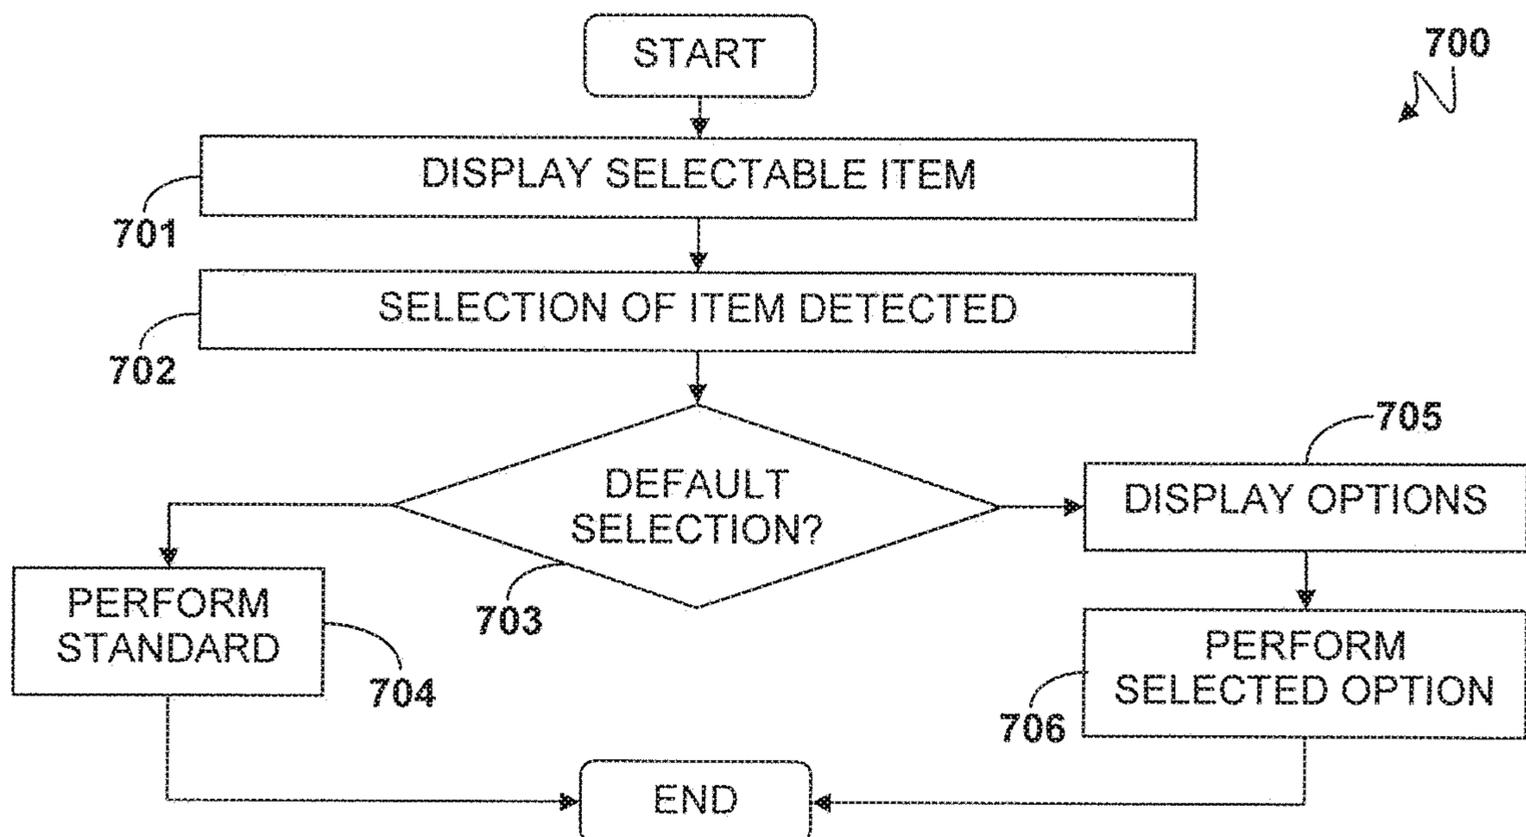 START
700
DISPLAY SELECTABLE ITEM
701
SELECTION OF ITEM DETECTED
702
DEFAULT
SELECTION?
703
705
DISPLAY OPTIONS
PERFORM
STANDARD
704
PERFORM
SELECTED OPTION
706
END